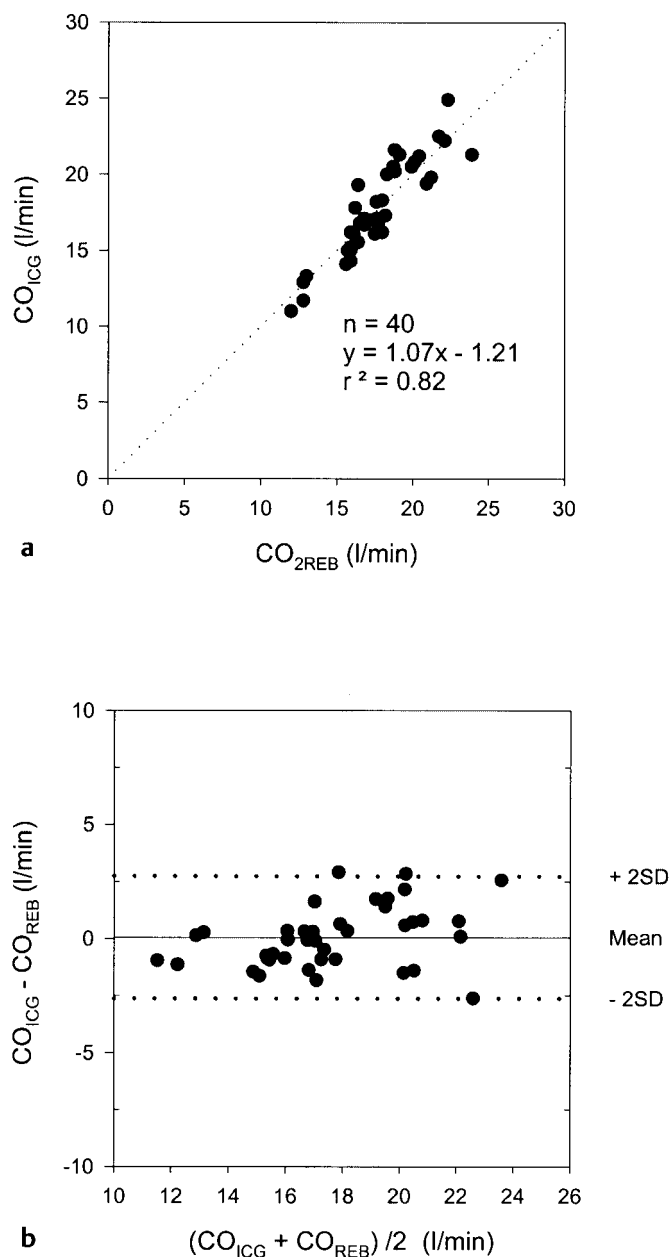 30
25
20
15
10
5
0
CO_ICG (l/min)
n = 40
y = 1.07x - 1.21
r ² = 0.82
0 5 10 15 20 25 30
a CO_2REB (l/min)
10
5
0
-5
-10
CO_ICG - CO_REB (l/min)
+ 2SD
Mean
- 2SD
10 12 14 16 18 20 22 24 26
b (CO_ICG + CO_REB) /2 (l/min)